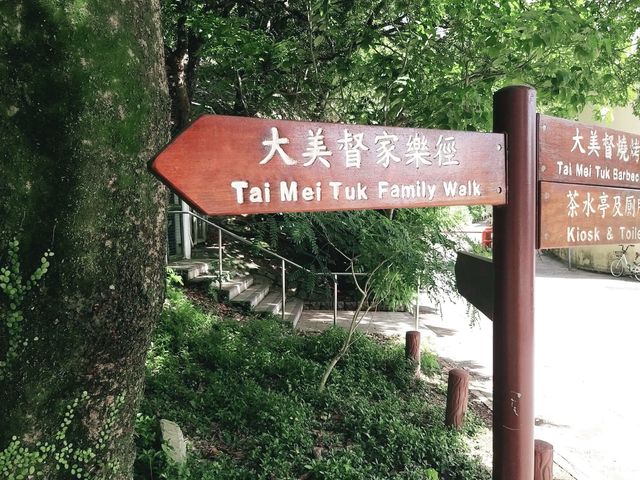 大美督家樂徑
Tai Mei Tuk Family Walk
大美督燒烤
Tai Mei Tuk Barbec
茶水亭及廁所
Kiosk & Toile